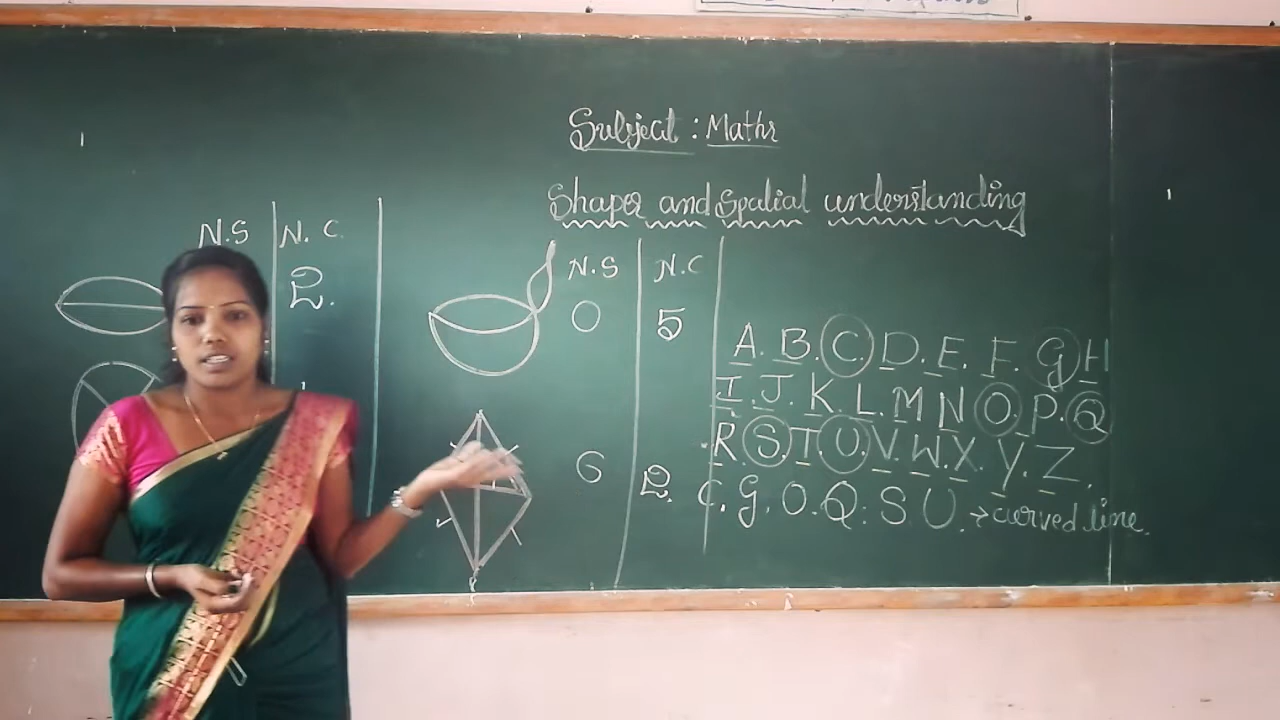 Subject : Maths
Shapes and Spatial understanding
N.S N. C.
2.
N.S N.C
0 5
6 2.
A. B. C. D. E. F. G H
I. J. K L. M N O. P. Q
R S T U V W. X. Y. Z.
C. G. O. Q. S U. → curved line.